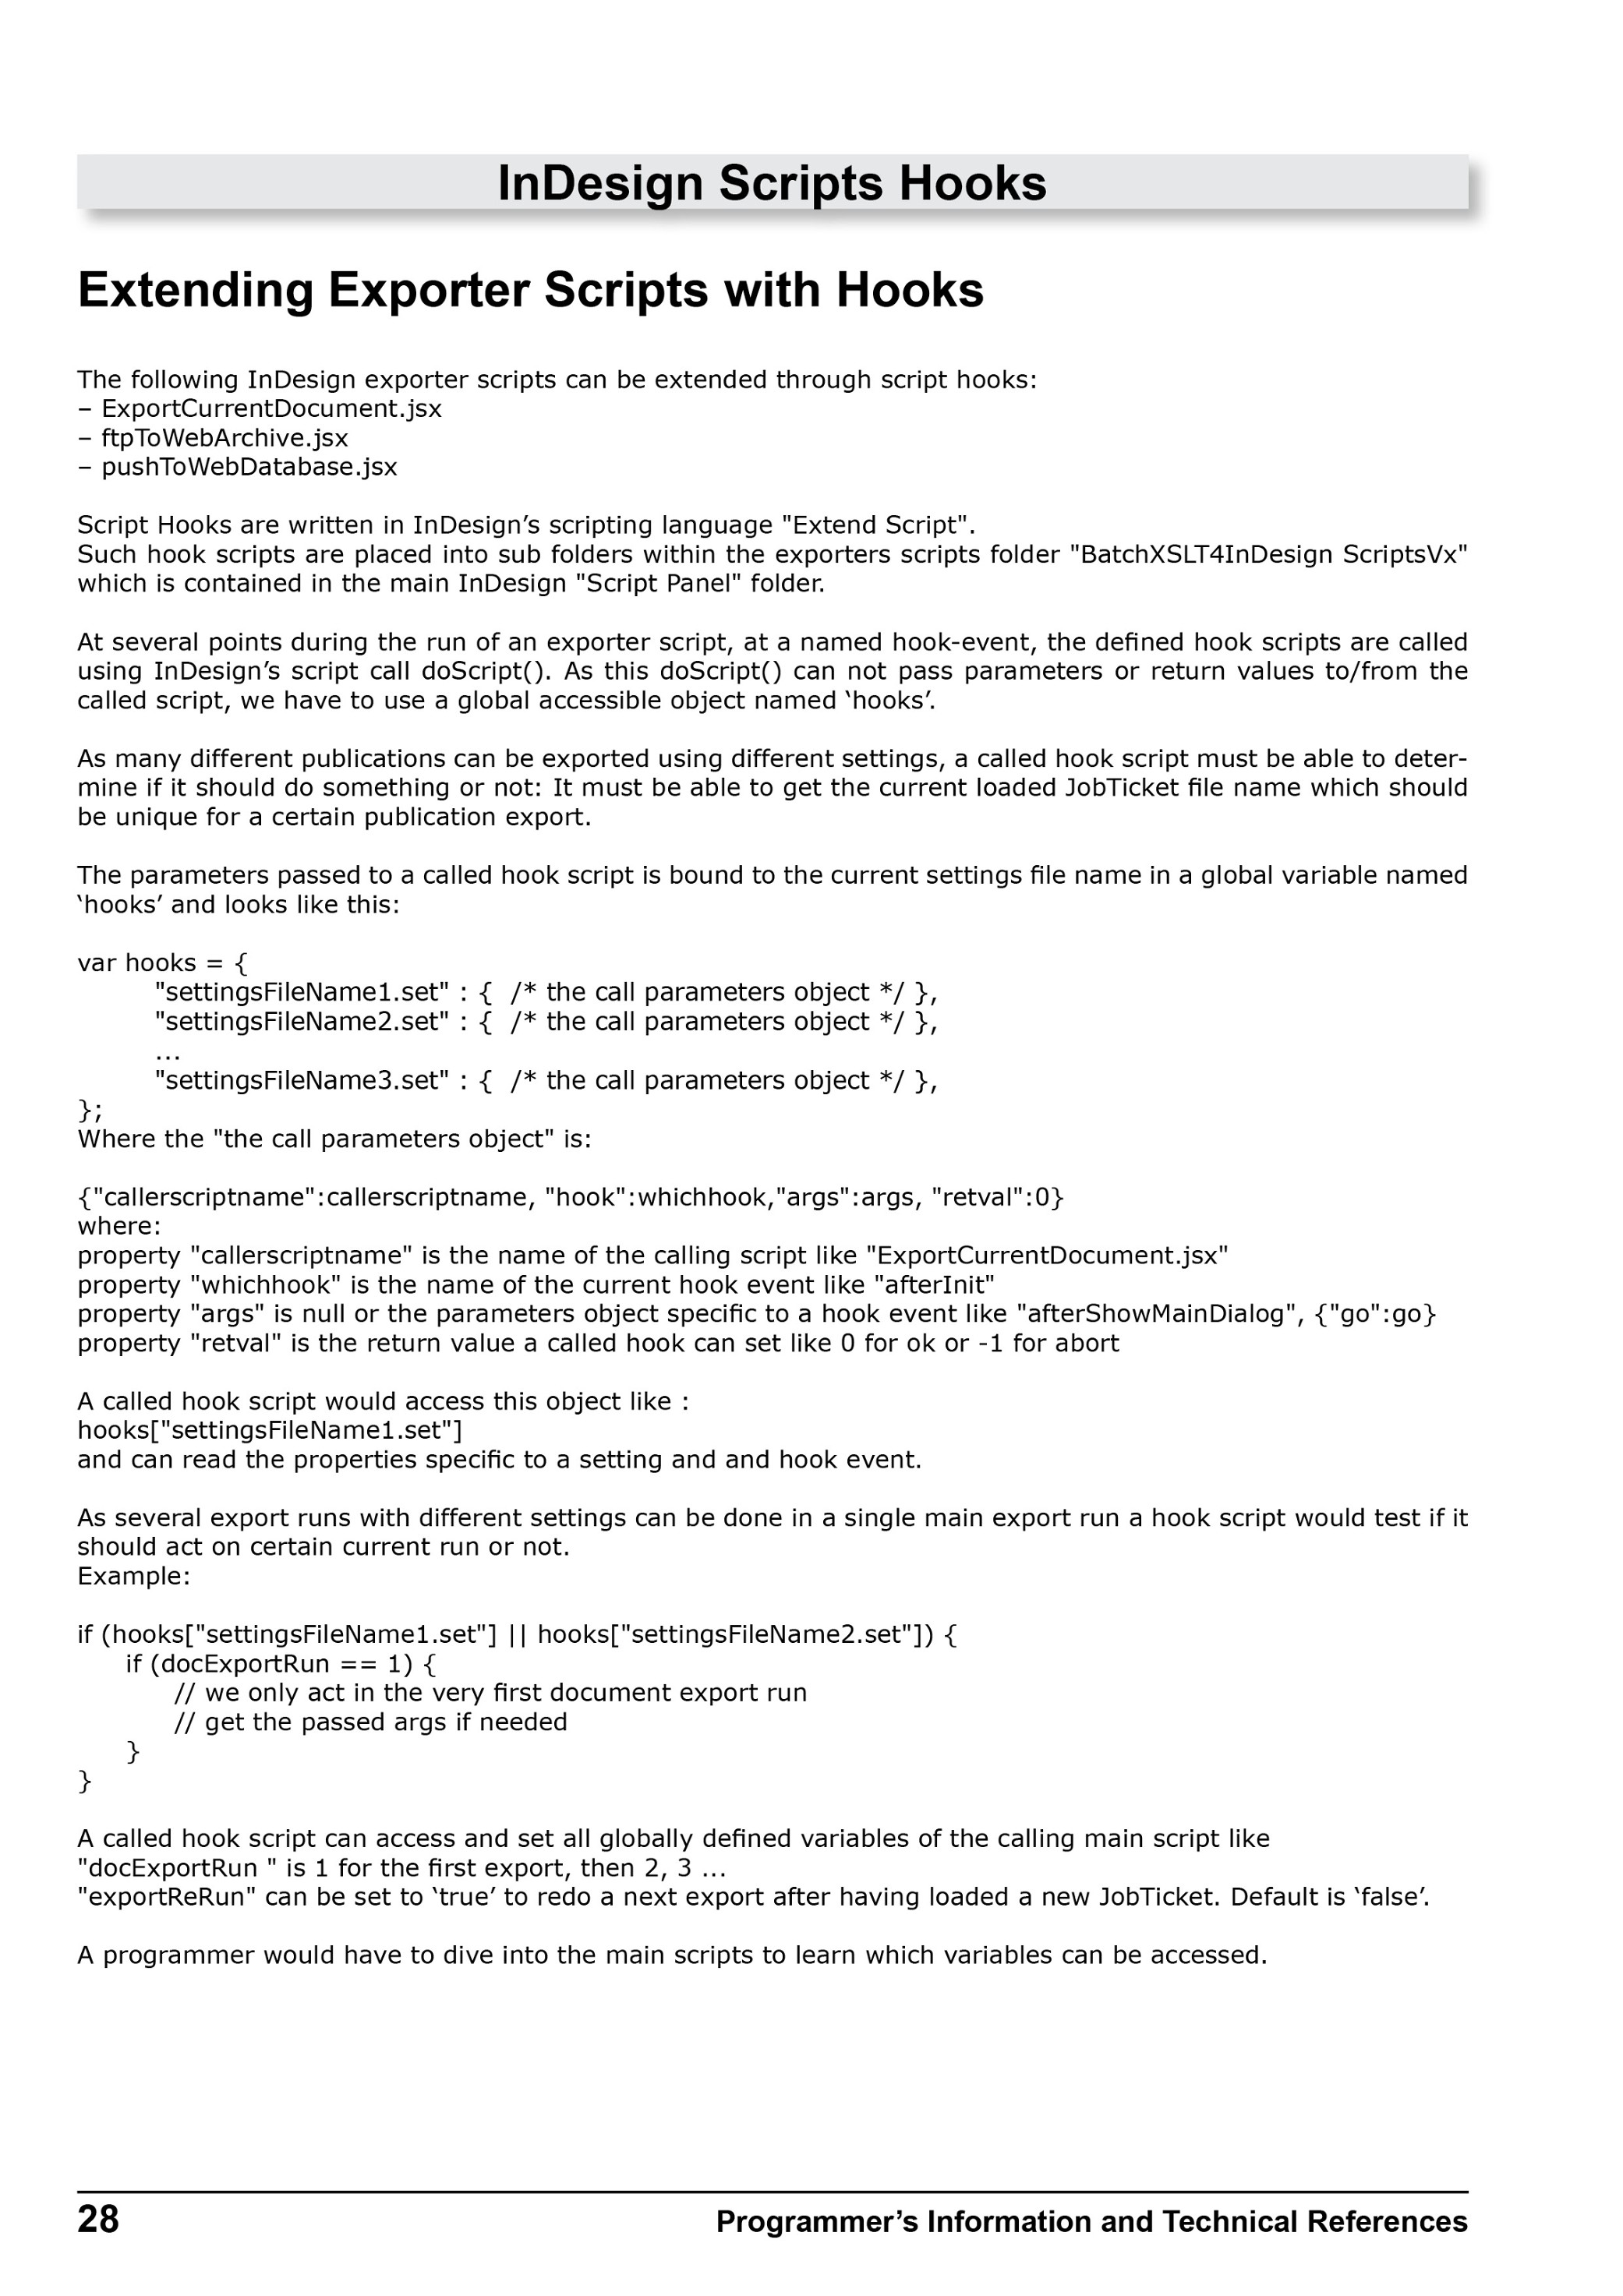 InDesign Scripts Hooks
Extending Exporter Scripts with Hooks
The following InDesign exporter scripts can be extended through script hooks:
– ExportCurrentDocument.jsx
– ftpToWebArchive.jsx
– pushToWebDatabase.jsx
Script Hooks are written in InDesign’s scripting language "Extend Script".
Such hook scripts are placed into sub folders within the exporters scripts folder "BatchXSLT4InDesign ScriptsVx"
which is contained in the main InDesign "Script Panel" folder.
At several points during the run of an exporter script, at a named hook-event, the defined hook scripts are called
using InDesign’s script call doScript(). As this doScript() can not pass parameters or return values to/from the
called script, we have to use a global accessible object named ‘hooks’.
As many different publications can be exported using different settings, a called hook script must be able to deter-
mine if it should do something or not: It must be able to get the current loaded JobTicket file name which should
be unique for a certain publication export.
The parameters passed to a called hook script is bound to the current settings file name in a global variable named
‘hooks’ and looks like this:
var hooks = {
"settingsFileName1.set" : {  /* the call parameters object */ },
"settingsFileName2.set" : {  /* the call parameters object */ },
...
"settingsFileName3.set" : {  /* the call parameters object */ },
};
Where the "the call parameters object" is:
{"callerscriptname":callerscriptname, "hook":whichhook,"args":args, "retval":0}
where:
property "callerscriptname" is the name of the calling script like "ExportCurrentDocument.jsx"
property "whichhook" is the name of the current hook event like "afterInit"
property "args" is null or the parameters object specific to a hook event like "afterShowMainDialog", {"go":go}
property "retval" is the return value a called hook can set like 0 for ok or -1 for abort
A called hook script would access this object like :
hooks["settingsFileName1.set"]
and can read the properties specific to a setting and and hook event.
As several export runs with different settings can be done in a single main export run a hook script would test if it
should act on certain current run or not.
Example:
if (hooks["settingsFileName1.set"] || hooks["settingsFileName2.set"]) {
if (docExportRun == 1) {
// we only act in the very first document export run
// get the passed args if needed
}
}
A called hook script can access and set all globally defined variables of the calling main script like
"docExportRun " is 1 for the first export, then 2, 3 ...
"exportReRun" can be set to ‘true’ to redo a next export after having loaded a new JobTicket. Default is ‘false’.
A programmer would have to dive into the main scripts to learn which variables can be accessed.
28 Programmer’s Information and Technical References